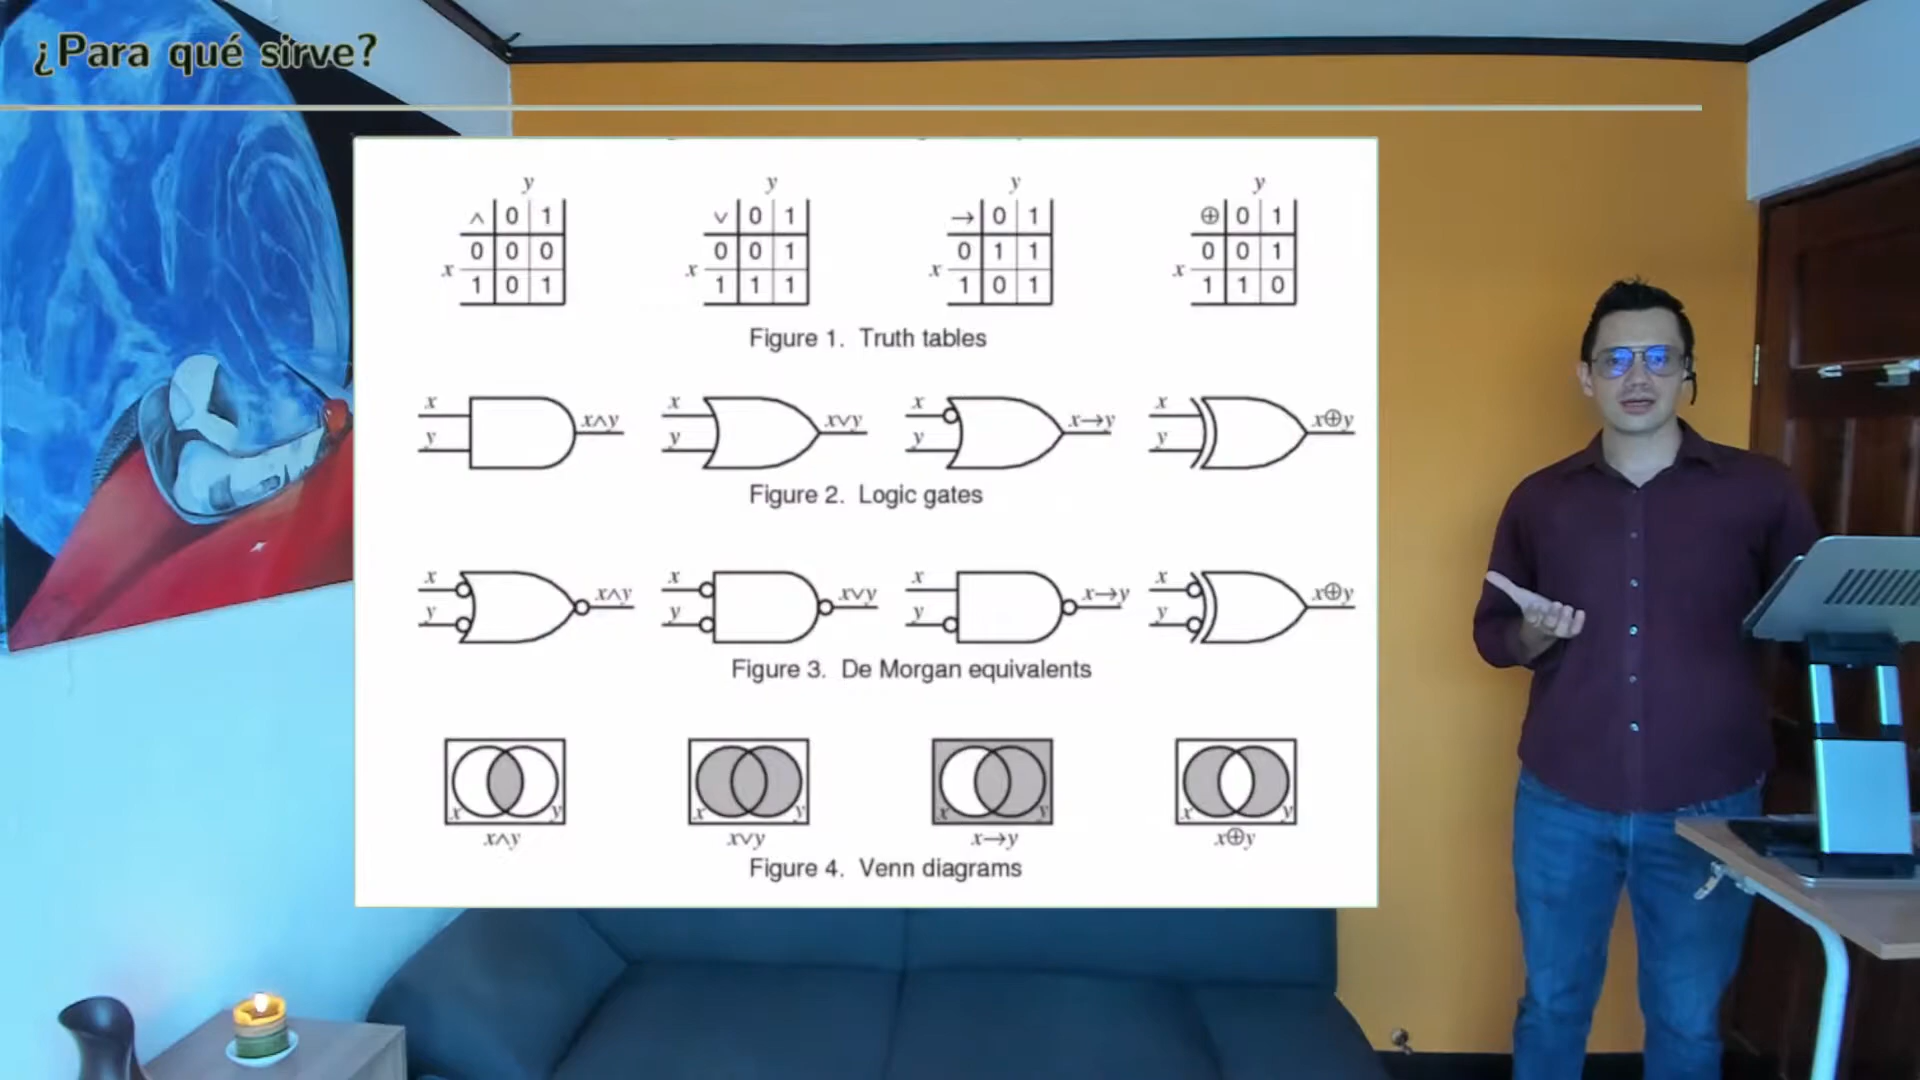 ¿Para qué sirve?
y y y y
∧ 0 1 ∨ 0 1 → 0 1 ⊕ 0 1
0 0 0 0 0 1 0 1 1 0 0 1
x x x x
1 0 1 1 1 1 1 0 1 1 1 0
Figure 1. Truth tables
x x x x
x∧y x∨y x→y x⊕y
y y y y
Figure 2. Logic gates
x x x x
x∧y x∨y x→y x⊕y
y y y y
Figure 3. De Morgan equivalents
x y x y x y x y
x∧y x∨y x→y x⊕y
Figure 4. Venn diagrams